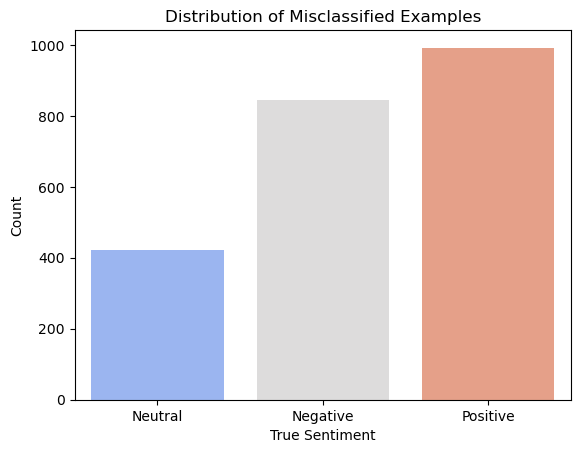 Distribution of Misclassified Examples
1000
800
600
400
200
0
Count
Neutral
Negative
Positive
True Sentiment